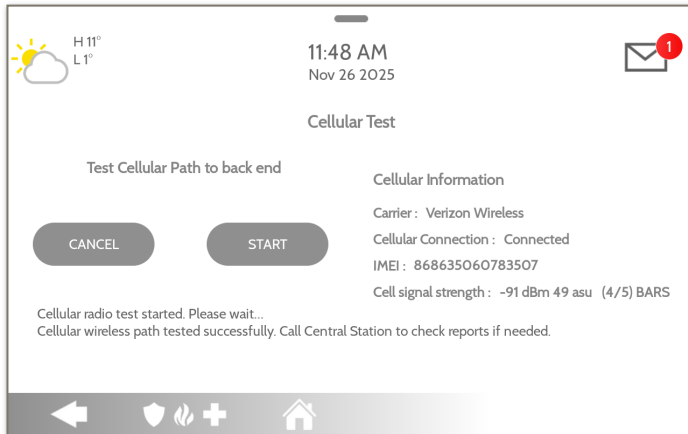 H 11°
L 1°
11:48 AM
Nov 26 2025
1
Cellular Test
Test Cellular Path to back end
CANCEL
START
Cellular Information
Carrier : Verizon Wireless
Cellular Connection : Connected
IMEI : 868635060783507
Cell signal strength : -91 dBm 49 asu (4/5) BARS
Cellular radio test started. Please wait...
Cellular wireless path tested successfully. Call Central Station to check reports if needed.